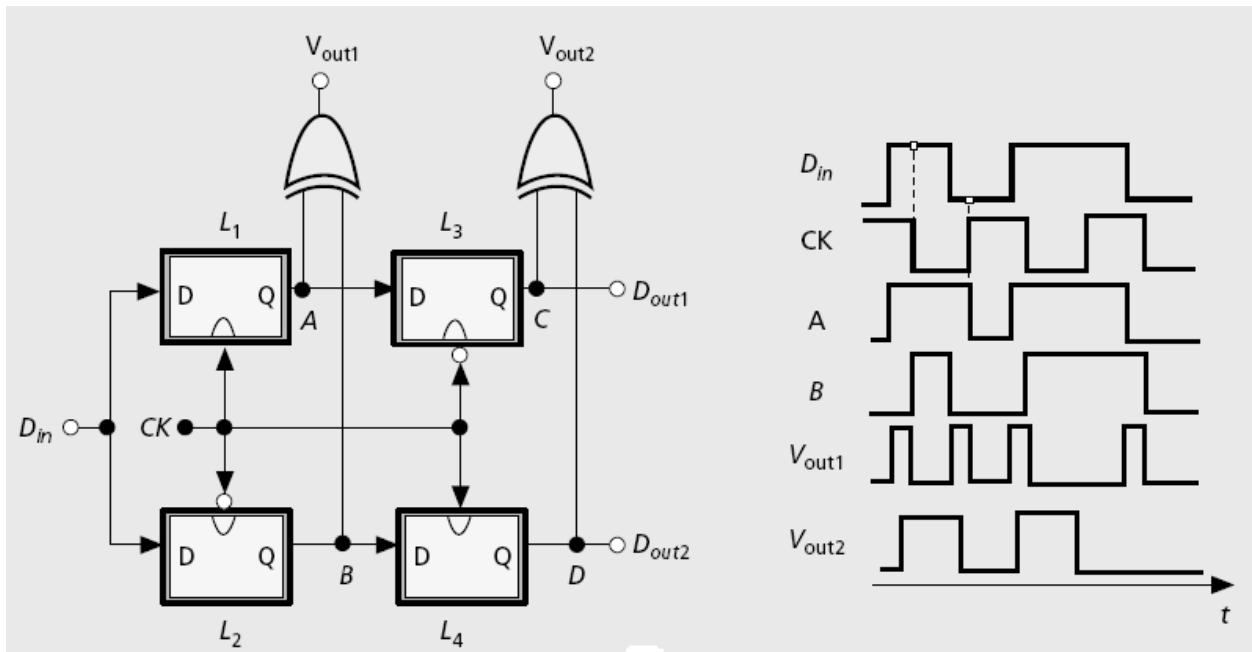 Vout1
Vout2
L1
L3
D Q
A
D Q
C
Dout1
Din
CK
D Q
B
D Q
D
Dout2
L2
L4
Din
CK
A
B
Vout1
Vout2
t